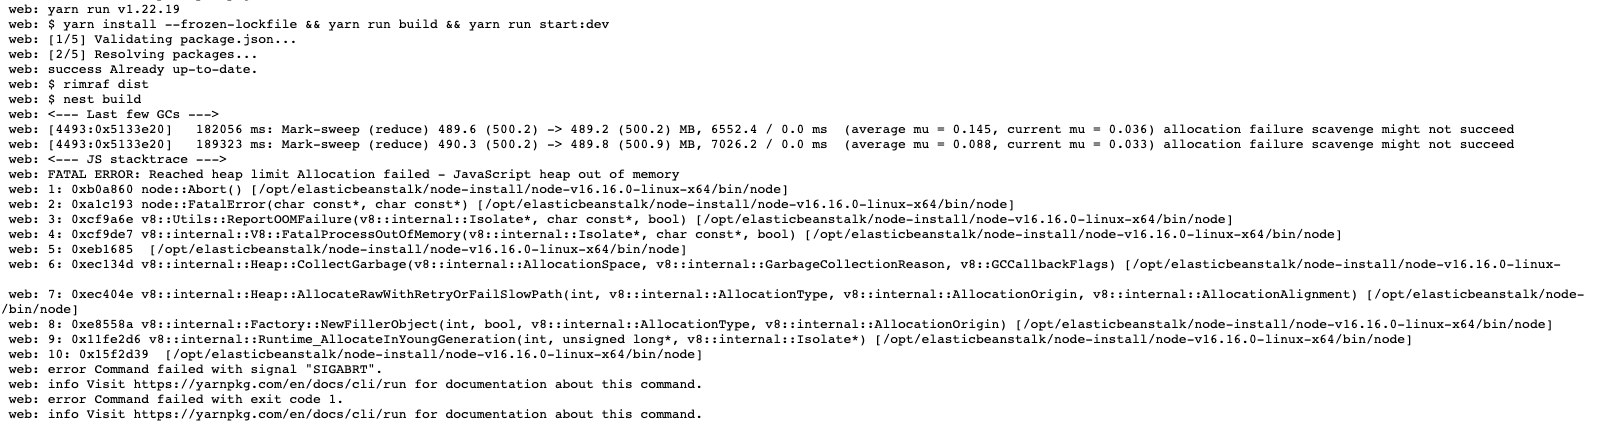 web: yarn run v1.22.19
web: $ yarn install --frozen-lockfile && yarn run build && yarn run start:dev
web: [1/5] Validating package.json...
web: [2/5] Resolving packages...
web: success Already up-to-date.
web: $ rimraf dist
web: $ nest build
web: <--- Last few GCs --->
web: [4493:0x5133e20]   182056 ms: Mark-sweep (reduce) 489.6 (500.2) -> 489.2 (500.2) MB, 6552.4 / 0.0 ms  (average mu = 0.145, current mu = 0.036) allocation failure scavenge might not succeed
web: [4493:0x5133e20]   189323 ms: Mark-sweep (reduce) 490.3 (500.2) -> 489.8 (500.9) MB, 7026.2 / 0.0 ms  (average mu = 0.088, current mu = 0.033) allocation failure scavenge might not succeed
web: <--- JS stacktrace --->
web: FATAL ERROR: Reached heap limit Allocation failed - JavaScript heap out of memory
web: 1: 0xb0a860 node::Abort() [/opt/elasticbeanstalk/node-install/node-v16.16.0-linux-x64/bin/node]
web: 2: 0xa1c193 node::FatalError(char const*, char const*) [/opt/elasticbeanstalk/node-install/node-v16.16.0-linux-x64/bin/node]
web: 3: 0xcf9a6e v8::Utils::ReportOOMFailure(v8::internal::Isolate*, char const*, bool) [/opt/elasticbeanstalk/node-install/node-v16.16.0-linux-x64/bin/node]
web: 4: 0xcf9de7 v8::internal::V8::FatalProcessOutOfMemory(v8::internal::Isolate*, char const*, bool) [/opt/elasticbeanstalk/node-install/node-v16.16.0-linux-x64/bin/node]
web: 5: 0xeb1685  [/opt/elasticbeanstalk/node-install/node-v16.16.0-linux-x64/bin/node]
web: 6: 0xec134d v8::internal::Heap::CollectGarbage(v8::internal::AllocationSpace, v8::internal::GarbageCollectionReason, v8::GCCallbackFlags) [/opt/elasticbeanstalk/node-install/node-v16.16.0-linux-
web: 7: 0xec404e v8::internal::Heap::AllocateRawWithRetryOrFailSlowPath(int, v8::internal::AllocationType, v8::internal::AllocationOrigin, v8::internal::AllocationAlignment) [/opt/elasticbeanstalk/node-
/bin/node]
web: 8: 0xe8558a v8::internal::Factory::NewFillerObject(int, bool, v8::internal::AllocationType, v8::internal::AllocationOrigin) [/opt/elasticbeanstalk/node-install/node-v16.16.0-linux-x64/bin/node]
web: 9: 0x11fe2d6 v8::internal::Runtime_AllocateInYoungGeneration(int, unsigned long*, v8::internal::Isolate*) [/opt/elasticbeanstalk/node-install/node-v16.16.0-linux-x64/bin/node]
web: 10: 0x15f2d39  [/opt/elasticbeanstalk/node-install/node-v16.16.0-linux-x64/bin/node]
web: error Command failed with signal "SIGABRT".
web: info Visit https://yarnpkg.com/en/docs/cli/run for documentation about this command.
web: error Command failed with exit code 1.
web: info Visit https://yarnpkg.com/en/docs/cli/run for documentation about this command.